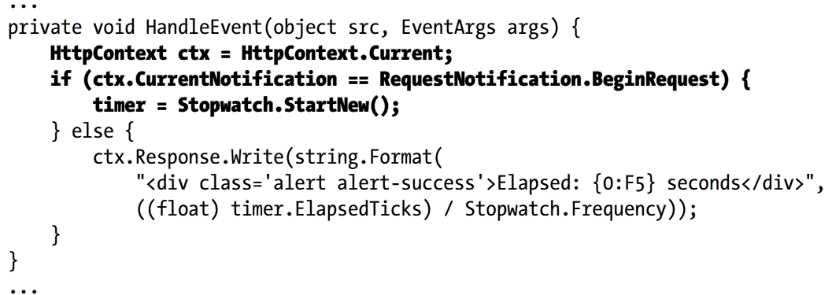 ...
private void HandleEvent(object src, EventArgs args) {
    HttpContext ctx = HttpContext.Current;
    if (ctx.CurrentNotification == RequestNotification.BeginRequest) {
        timer = Stopwatch.StartNew();
    } else {
        ctx.Response.Write(string.Format(
            "<div class='alert alert-success'>Elapsed: {0:F5} seconds</div>",
            ((float) timer.ElapsedTicks) / Stopwatch.Frequency));
    }
}
...